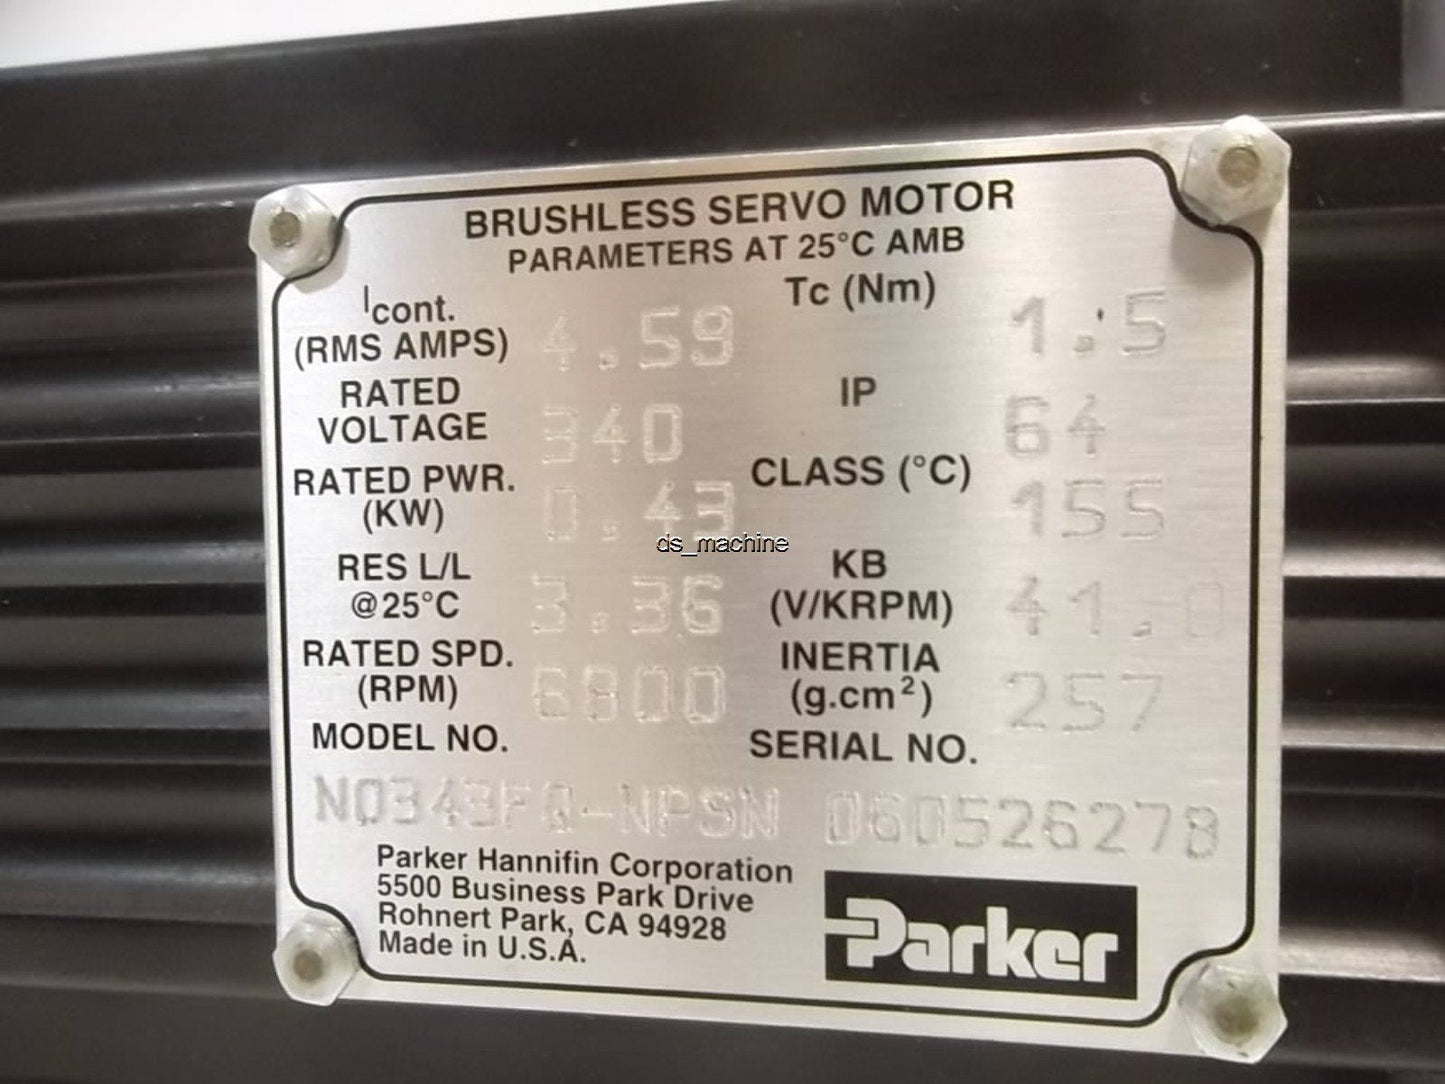 BRUSHLESS SERVO MOTOR
PARAMETERS AT 25°C AMB
Icont.
(RMS AMPS) 4.59
Tc (Nm) 1.5
RATED
VOLTAGE 340
IP 64
RATED PWR.
(KW) 0.43
CLASS (°C) 155
ds_machine
RES L/L
@25°C 3.36
KB
(V/KRPM) 41.0
RATED SPD.
(RPM) 6800
INERTIA
(g.cm²) 257
MODEL NO.
SERIAL NO.
N0343FQ-NPSN 060526278
Parker Hannifin Corporation
5500 Business Park Drive
Rohnert Park, CA 94928
Made in U.S.A.
Parker